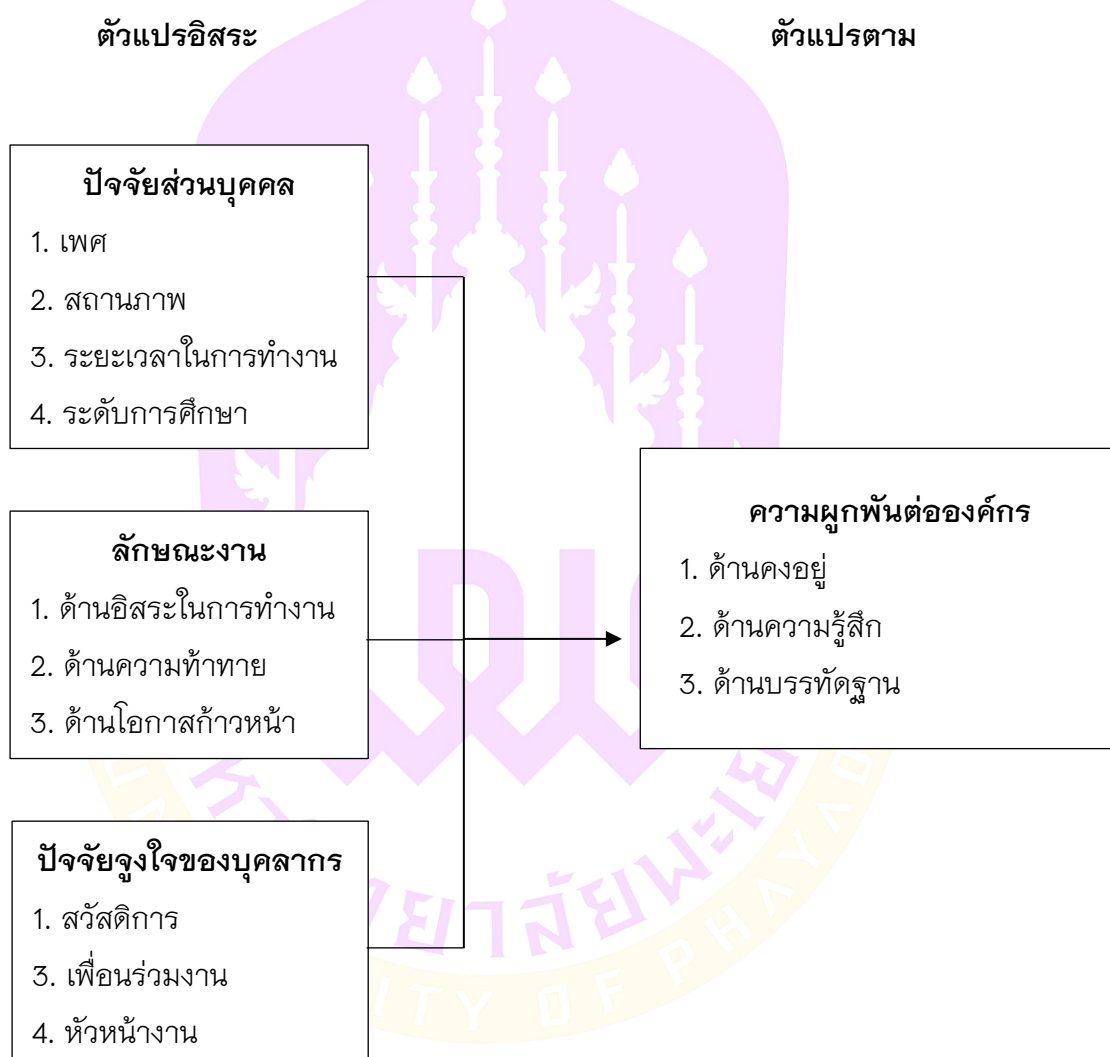 ตัวแปรอิสระ
ตัวแปรตาม
ปัจจัยส่วนบุคคล
1. เพศ
2. สถานภาพ
3. ระยะเวลาในการทำงาน
4. ระดับการศึกษา
ลักษณะงาน
1. ด้านอิสระในการทำงาน
2. ด้านความท้าทาย
3. ด้านโอกาสก้าวหน้า
ปัจจัยจูงใจของบุคลากร
1. สวัสดิการ
3. เพื่อนร่วมงาน
4. หัวหน้างาน
ความผูกพันต่อองค์กร
1. ด้านคงอยู่
2. ด้านความรู้สึก
3. ด้านบรรทัดฐาน